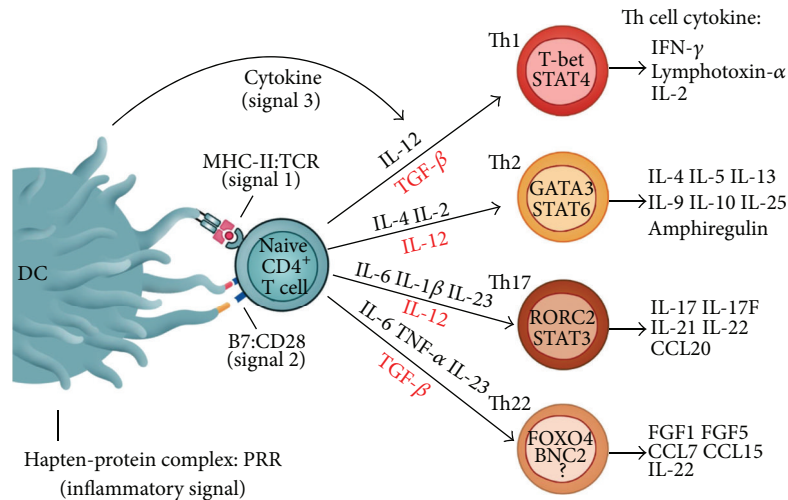 Th cell cytokine:
Cytokine
(signal 3)
MHC-II:TCR
(signal 1)
DC
Naive
CD4⁺
T cell
B7:CD28
(signal 2)
Hapten-protein complex: PRR
(inflammatory signal)
IL-12
TGF-β
Th1
T-bet
STAT4
IFN-γ
Lymphotoxin-α
IL-2
IL-4 IL-2
IL-12
Th2
GATA3
STAT6
IL-4 IL-5 IL-13
IL-9 IL-10 IL-25
Amphiregulin
IL-6 IL-1β IL-23
IL-12
Th17
RORC2
STAT3
IL-17 IL-17F
IL-21 IL-22
CCL20
IL-6 TNF-α IL-23
TGF-β
Th22
FOXO4
BNC2
?
FGF1 FGF5
CCL7 CCL15
IL-22